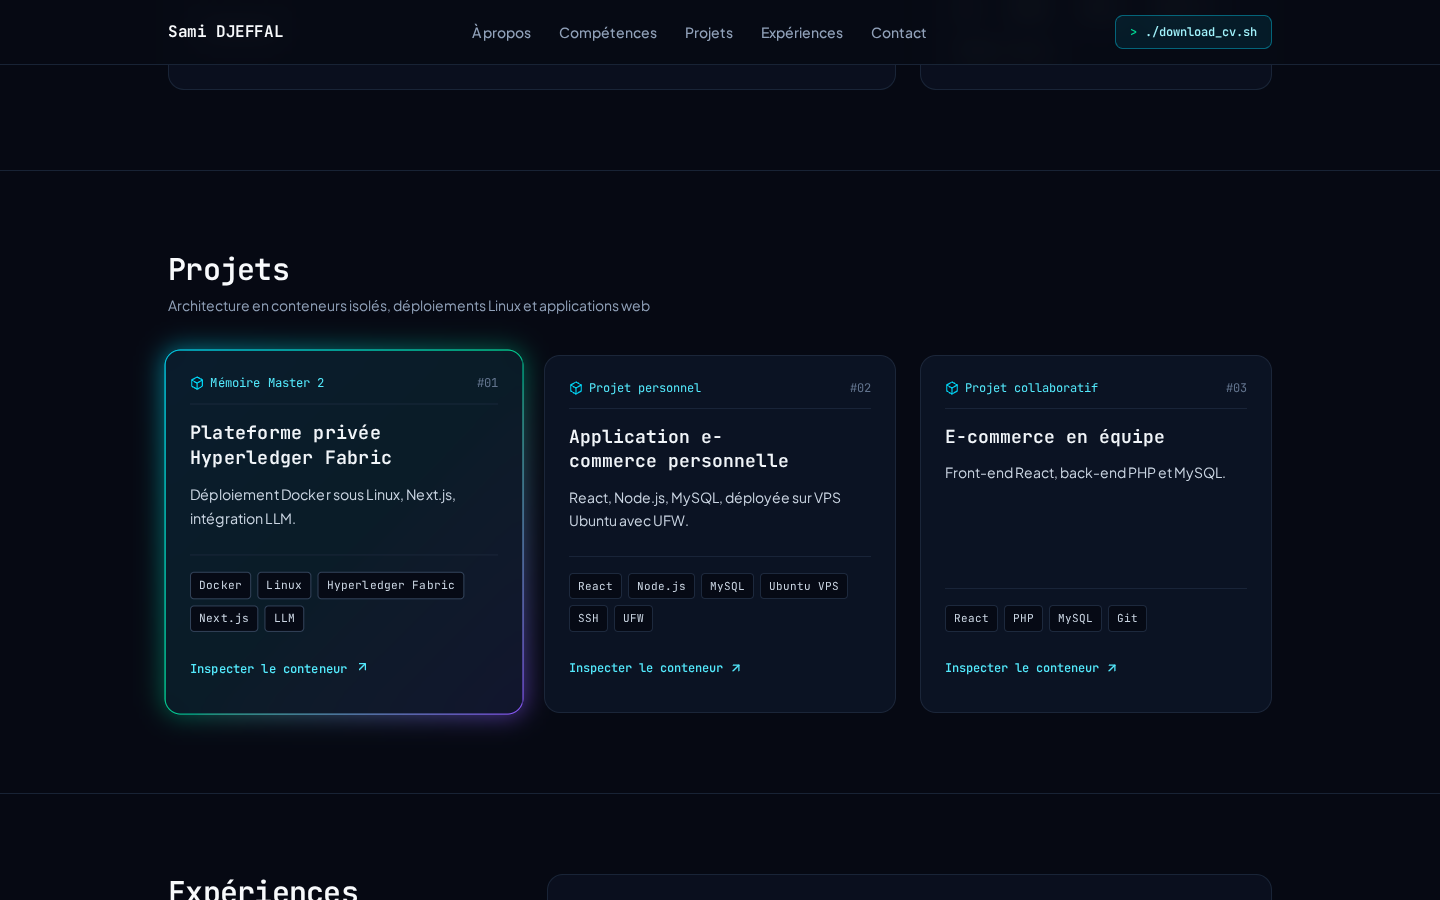 Sami DJEFFAL
À propos
Compétences
Projets
Expériences
Contact
> ./download_cv.sh
Projets
Architecture en conteneurs isolés, déploiements Linux et applications web
Mémoire Master 2
#01
Plateforme privée
Hyperledger Fabric
Déploiement Docker sous Linux, Next.js,
intégration LLM.
Docker
Linux
Hyperledger Fabric
Next.js
LLM
Inspecter le conteneur
Projet personnel
#02
Application e-
commerce personnelle
React, Node.js, MySQL, déployée sur VPS
Ubuntu avec UFW.
React
Node.js
MySQL
Ubuntu VPS
SSH
UFW
Inspecter le conteneur
Projet collaboratif
#03
E-commerce en équipe
Front-end React, back-end PHP et MySQL.
React
PHP
MySQL
Git
Inspecter le conteneur
Expériences